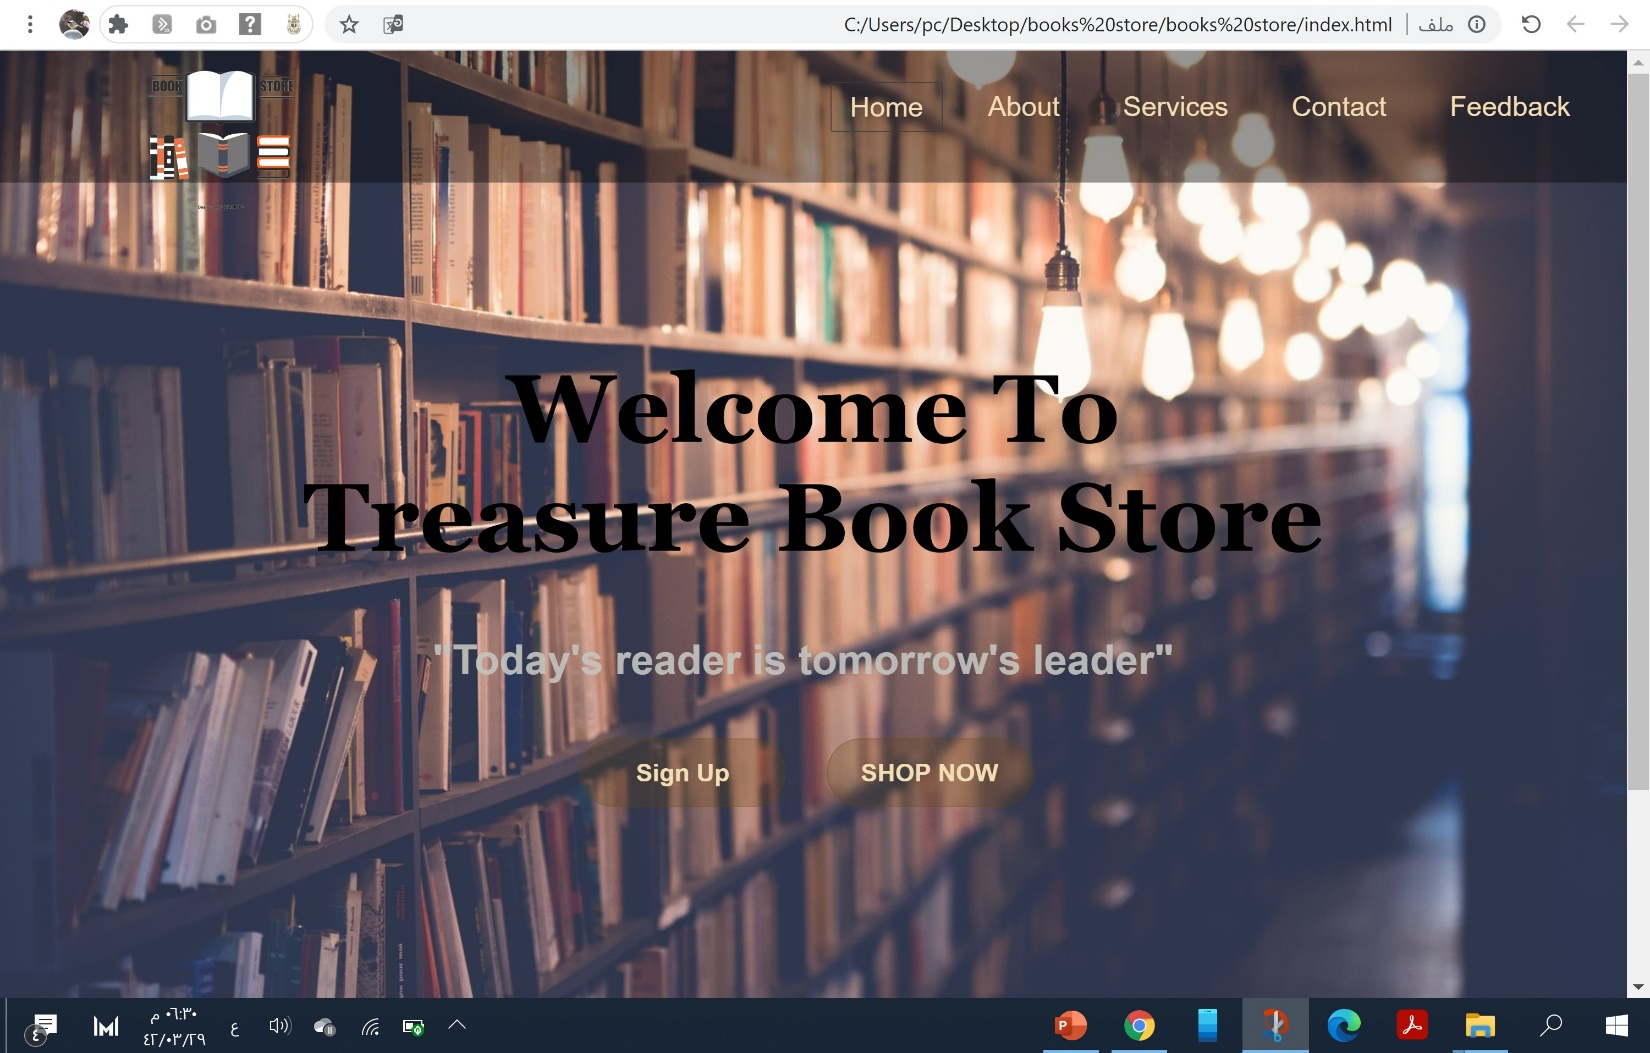 C:/Users/pc/Desktop/books%20store/books%20store/index.html | ملف
BOOK STORE
Home About Services Contact Feedback
Welcome To
Treasure Book Store
"Today's reader is tomorrow's leader"
Sign Up SHOP NOW
٠٦:٣٠ م
ع
٤٢/٠٣/٢٩
٤